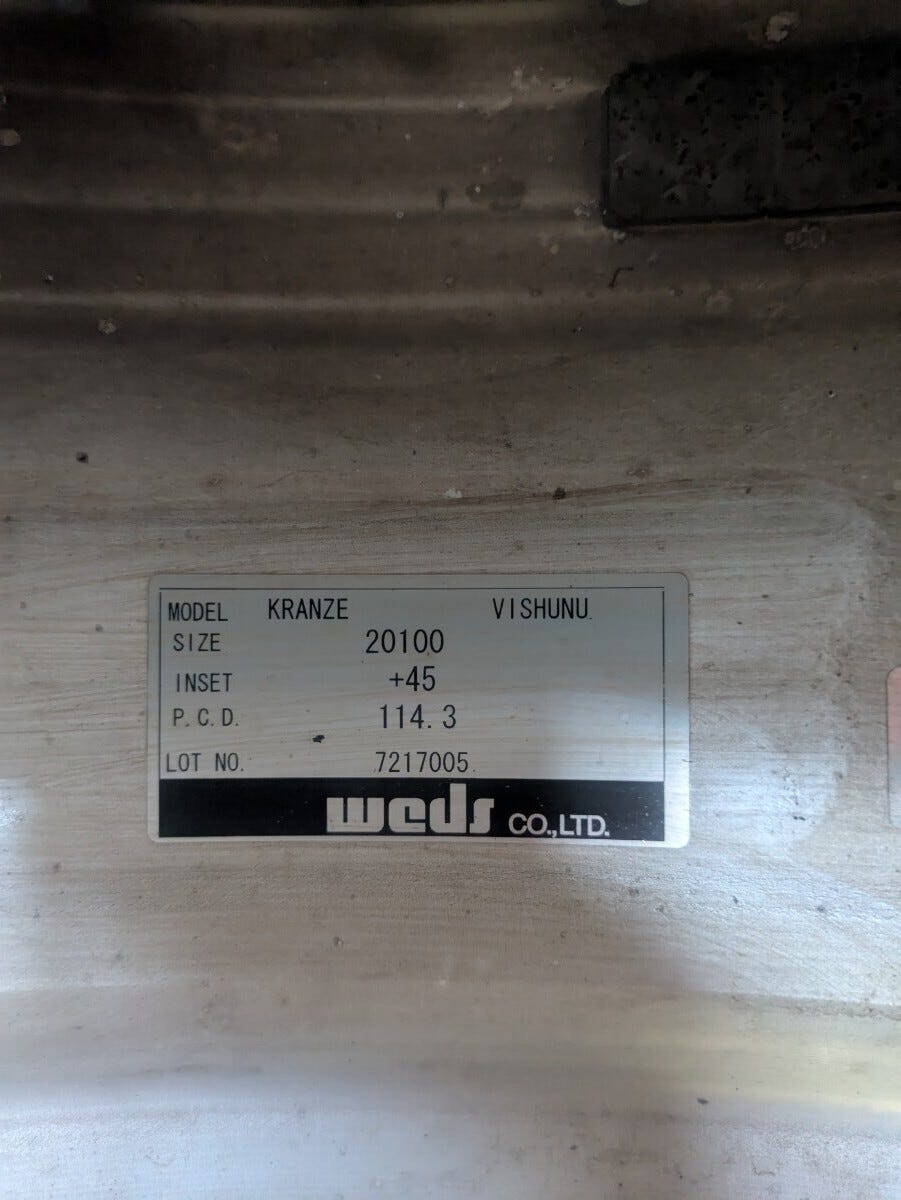 MODEL KRANZE VISHUNU
SIZE 20100
INSET +45
P.C.D. 114.3
LOT NO. 7217005
weds CO.,LTD.